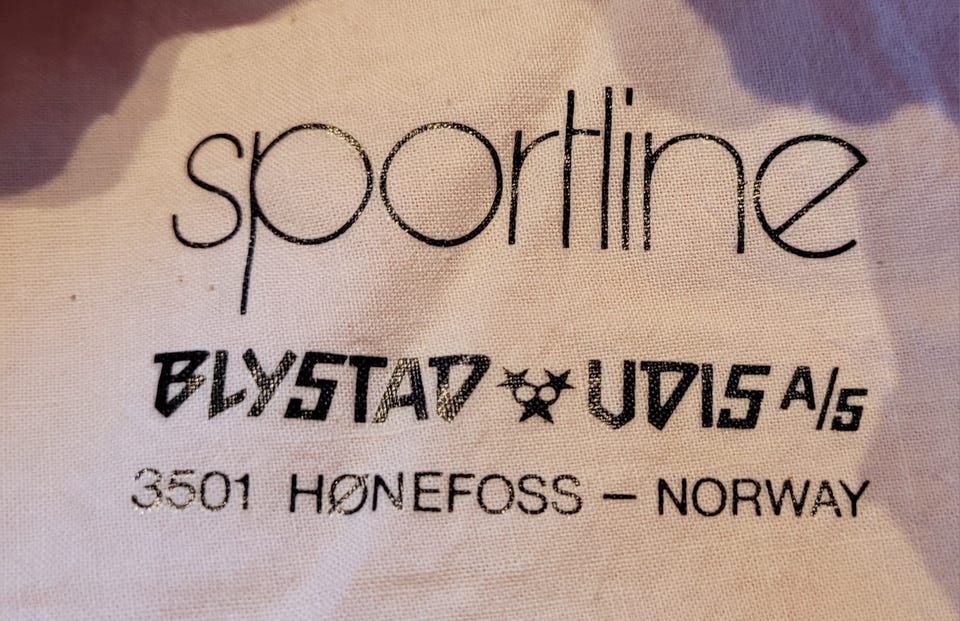 sportline
BLYSTAD UDIS A/S
3501 HØNEFOSS – NORWAY